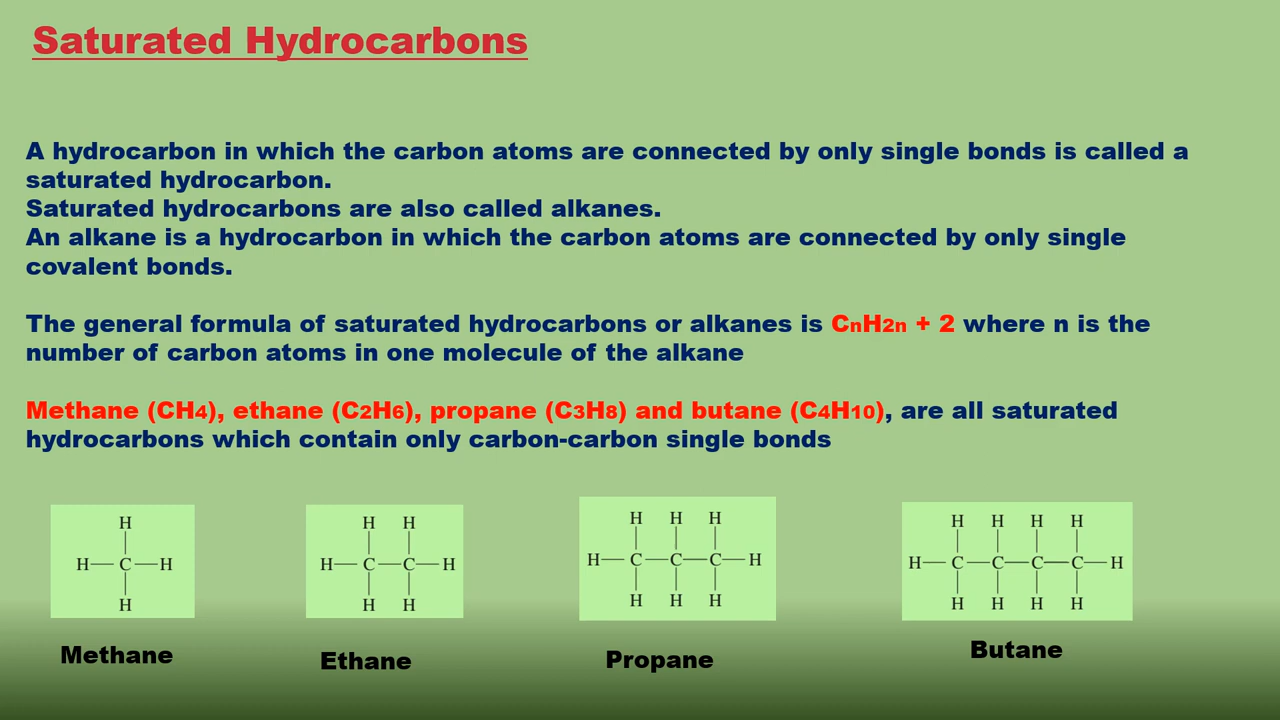 Saturated Hydrocarbons
A hydrocarbon in which the carbon atoms are connected by only single bonds is called a
saturated hydrocarbon.
Saturated hydrocarbons are also called alkanes.
An alkane is a hydrocarbon in which the carbon atoms are connected by only single
covalent bonds.
The general formula of saturated hydrocarbons or alkanes is CnH2n + 2 where n is the
number of carbon atoms in one molecule of the alkane
Methane (CH4), ethane (C2H6), propane (C3H8) and butane (C4H10), are all saturated
hydrocarbons which contain only carbon-carbon single bonds
H
H—C—H
H
Methane
H H
H—C—C—H
H H
Ethane
H H H
H—C—C—C—H
H H H
Propane
H H H H
H—C—C—C—C—H
H H H H
Butane